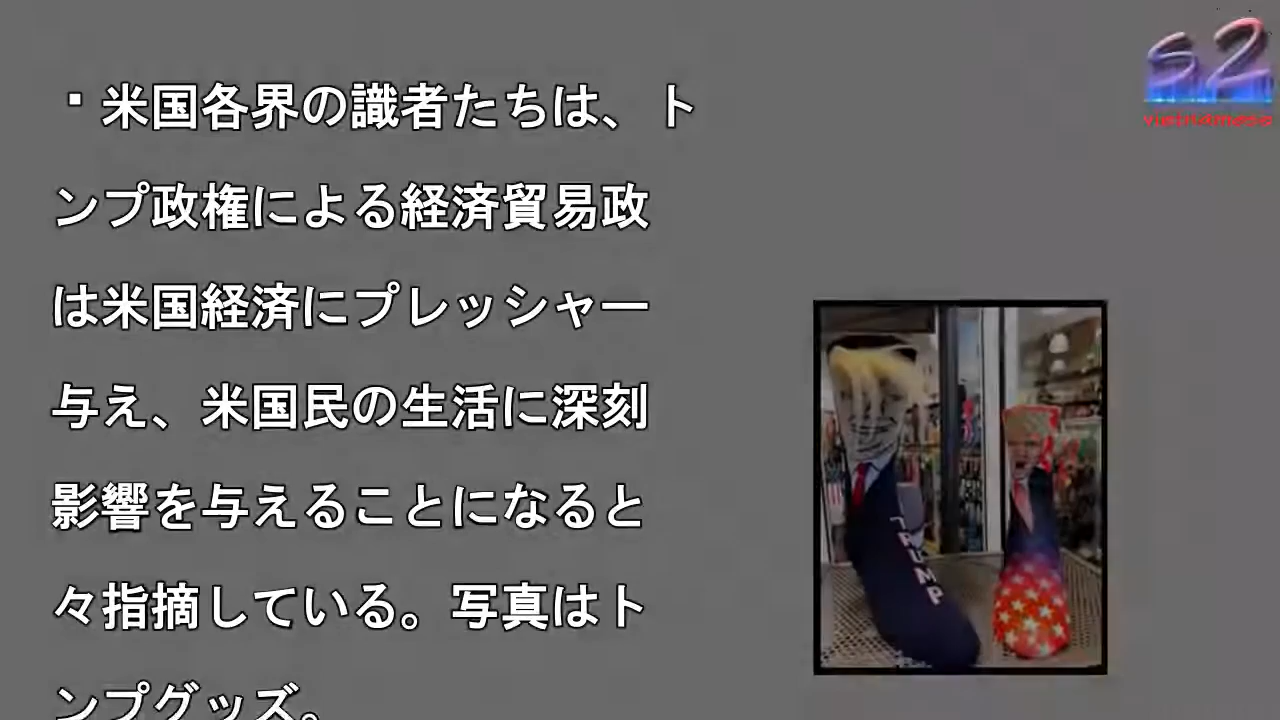 ▪米国各界の識者たちは、ト
ンプ政権による経済貿易政
は米国経済にプレッシャー
与え、米国民の生活に深刻
影響を与えることになると
々指摘している。写真はト
ンプグッズ。
S2
vietnamese
TRUMP